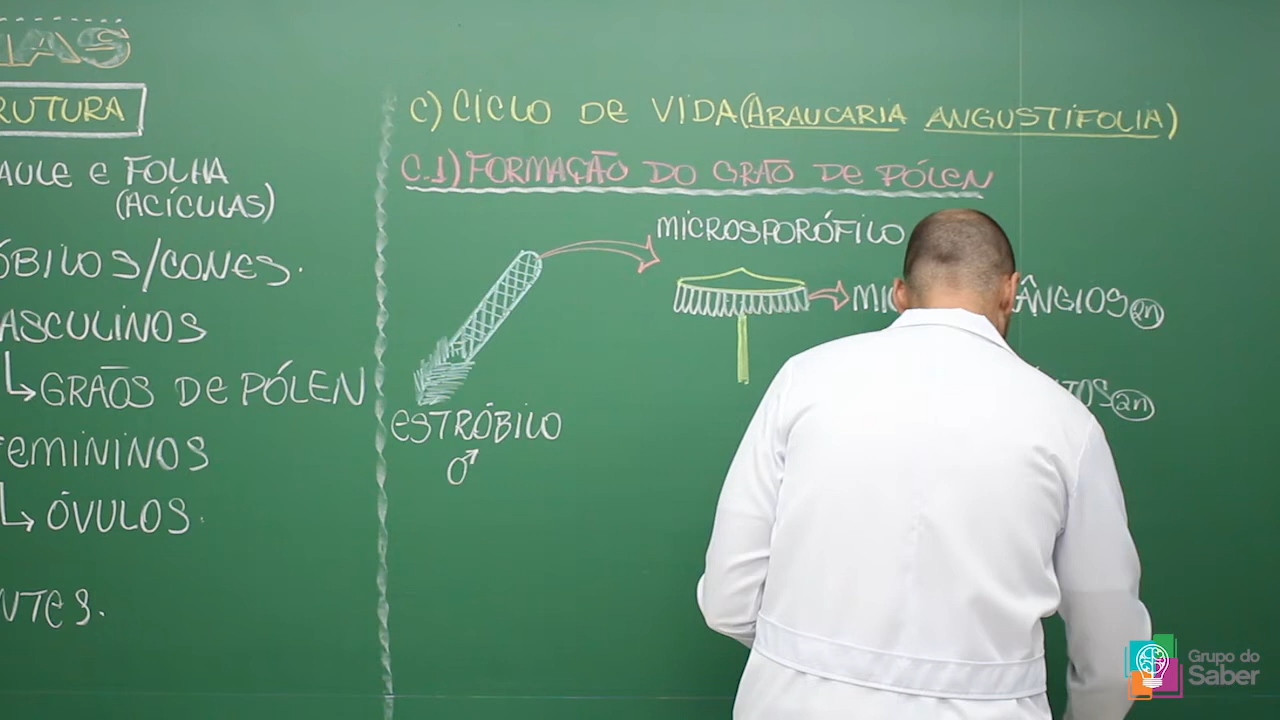 RUTURA
AULE E FOLHA
(ACÍCULAS)
ÓBILOS/CONES.
ASCULINOS
GRÃOS DE PÓLEN
FEMININOS
ÓVULOS.
NTES.
C) CICLO DE VIDA (ARAUCARIA ANGUSTIFOLIA)
C.1) FORMAÇÃO DO GRÃO DE PÓLEN
MICROSPORÓFILO
MIC ÂNGIOS 2n
TOS 2n
ESTRÓBILO
♂
Grupo do
Saber